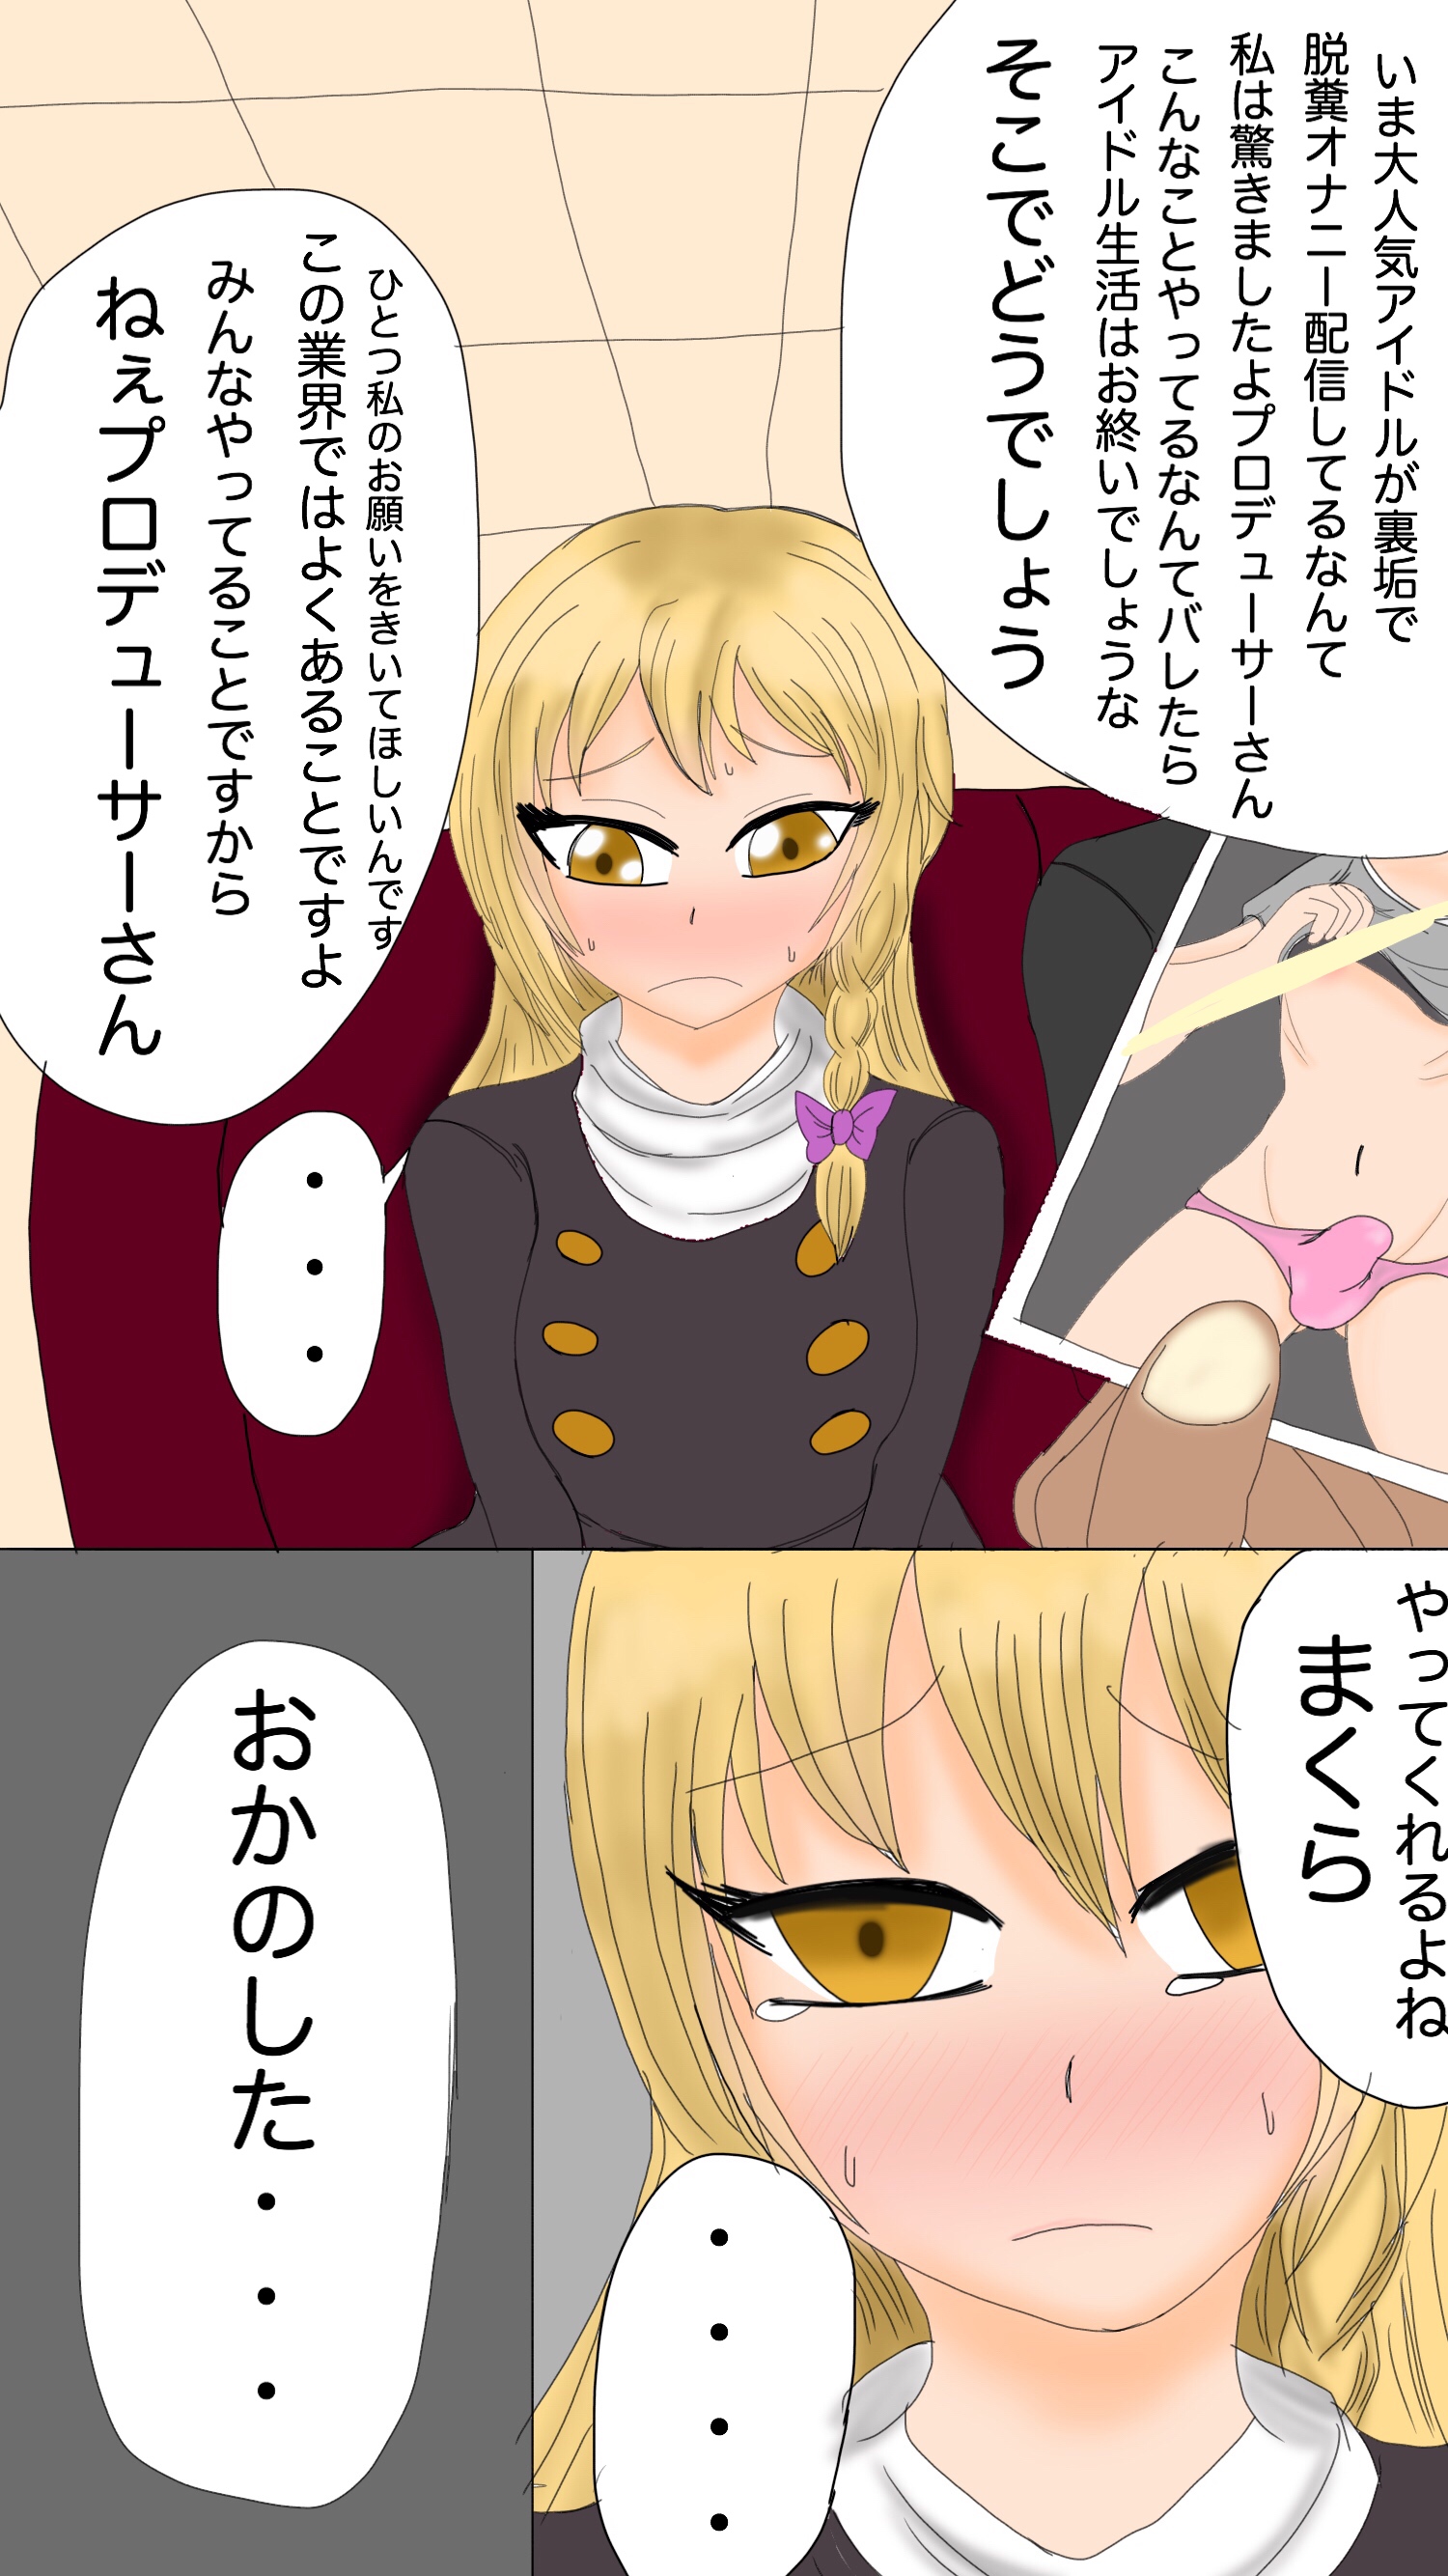 いま大人気アイドルが裏垢で
脱糞オナニー配信してるなんて
私は驚きましたよプロデューサーさん
こんなことやってるなんてバレしたら
アイドル生活はお終いでしょうな
そこでどうでしょう
ひとつ私のお願いをきいてほしいんです
この業界ではよくあることですよ
みんなやってることですから
ねぇプロデューサーさん
・・・
やってくれるよね
まくら
・・・・
おかのした・・・